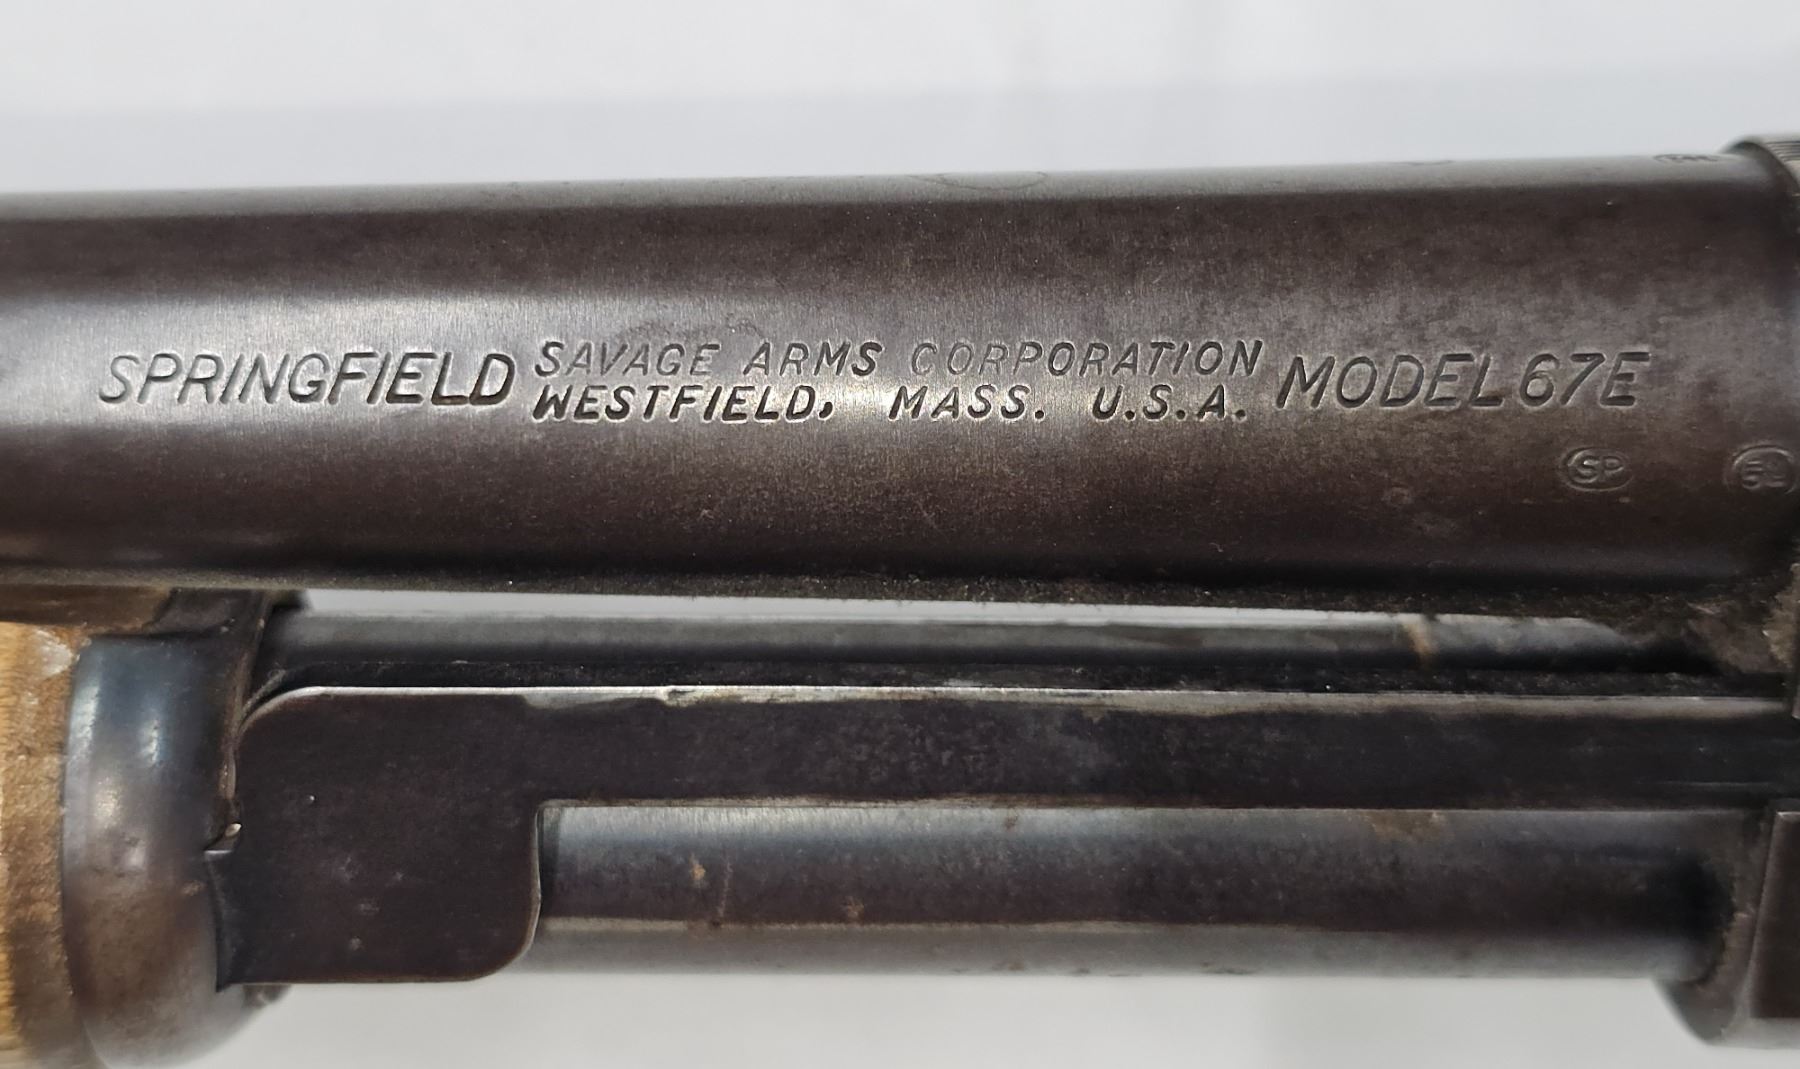 SPRINGFIELD SAVAGE ARMS CORPORATION MODEL 67E
WESTFIELD, MASS. U.S.A.
SP